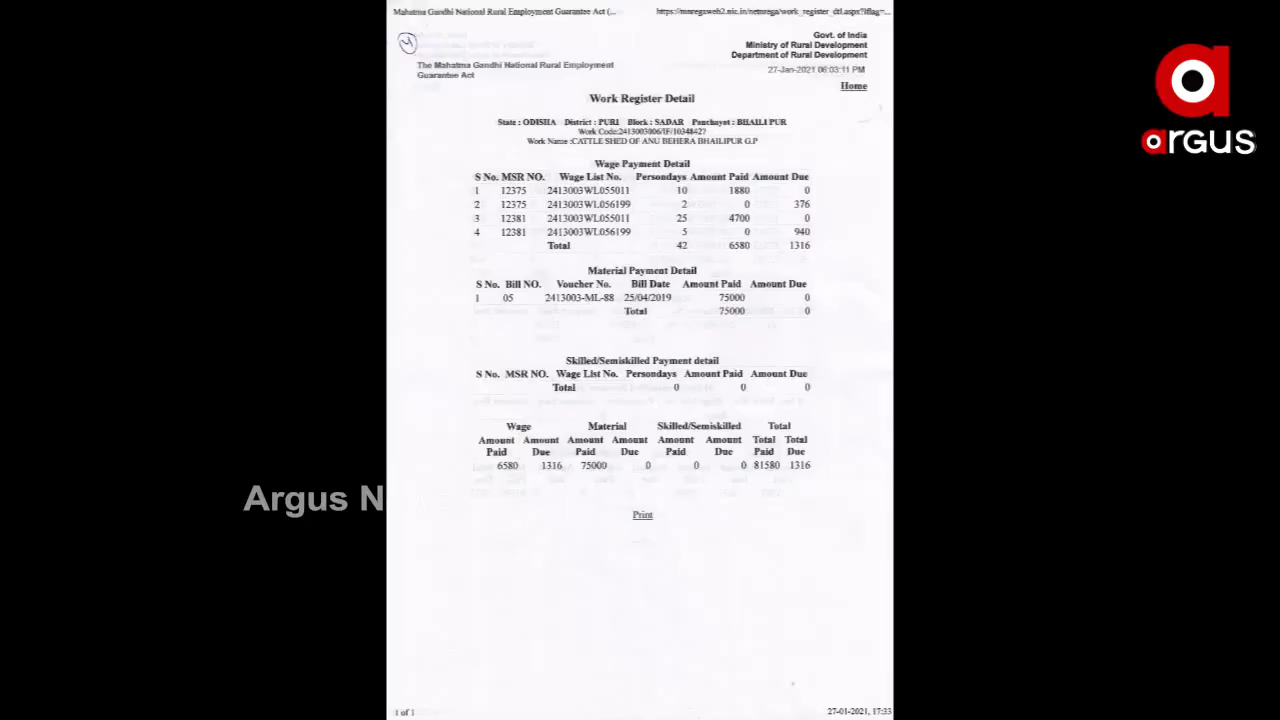 Mahatma Gandhi National Rural Employment Guarantee Act (... https://mnregaweb2.nic.in/netnrega/work_register_dtl.aspx?lflag=...
4
Govt. of India
Ministry of Rural Development
Department of Rural Development
The Mahatma Gandhi National Rural Employment
Guarantee Act
27-Jan-2021 06:03:11 PM
Home
Work Register Detail
State : ODISHA District : PURI Block : SADAR Panchayat : BHAILIPUR
Work Code:2413003006/IF/10348427
Work Name :CATTLE SHED OF ANU BEHERA BHAILIPUR G.P
Wage Payment Detail
S No. MSR NO. Wage List No. Persondays Amount Paid Amount Due
1 12375 2413003WL055011 10 1880 0
2 12375 2413003WL056199 2 0 376
3 12381 2413003WL055011 25 4700 0
4 12381 2413003WL056199 5 0 940
Total 42 6580 1316
Material Payment Detail
S No. Bill NO. Voucher No. Bill Date Amount Paid Amount Due
1 05 2413003-ML-88 25/04/2019 75000 0
Total 75000 0
Skilled/Semiskilled Payment detail
S No. MSR NO. Wage List No. Persondays Amount Paid Amount Due
Total 0 0 0
Wage Material Skilled/Semiskilled Total
Amount Paid Amount Due Amount Paid Amount Due Amount Paid Amount Due Total Paid Total Due
6580 1316 75000 0 0 0 81580 1316
Print
1 of 1 27-01-2021, 17:33
argus
Argus N